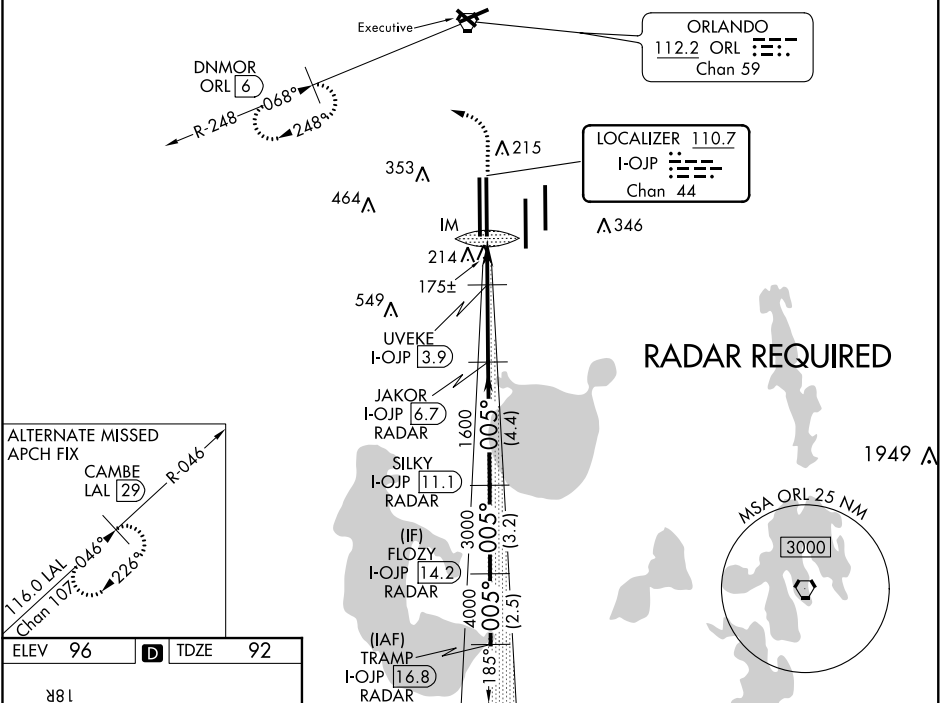 Executive
ORLANDO
112.2 ORL
Chan 59
DNMOR
ORL 6
R-248
068°
248°
215
LOCALIZER 110.7
I-OJP
Chan 44
353
464
IM
346
214
175±
549
UVEKE
I-OJP 3.9
RADAR REQUIRED
JAKOR
I-OJP 6.7
RADAR
1600
005°
(4.4)
ALTERNATE MISSED
APCH FIX
CAMBE
LAL 29
R-046
046°
226°
116.0 LAL
Chan 107
SILKY
I-OJP 11.1
RADAR
3000
005°
(3.2)
1949
MSA ORL 25 NM
3000
(IF)
FLOZY
I-OJP 14.2
RADAR
4000
005°
(2.5)
(IAF)
TRAMP
I-OJP 16.8
RADAR
185°
ELEV 96 D TDZE 92
18R